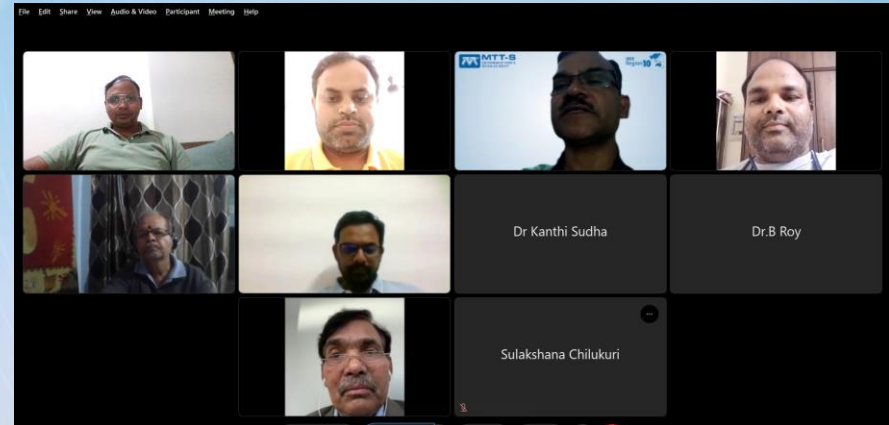 File Edit Share View Audio & Video Participant Meeting Help
MTT-S
Region 10
Dr Kanthi Sudha
Dr.B Roy
Sulakshana Chilukuri